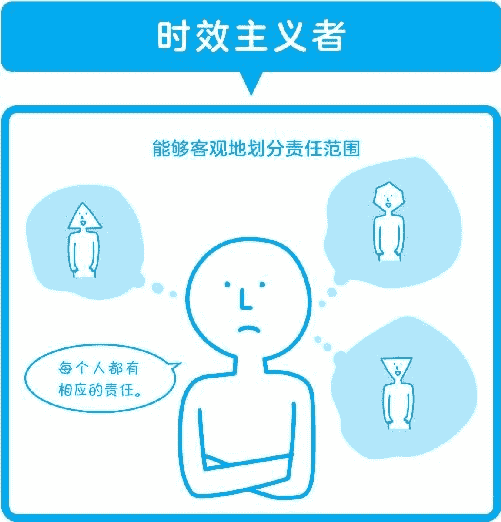 时效主义者
能够客观地划分责任范围
每个人都有
相应的责任。